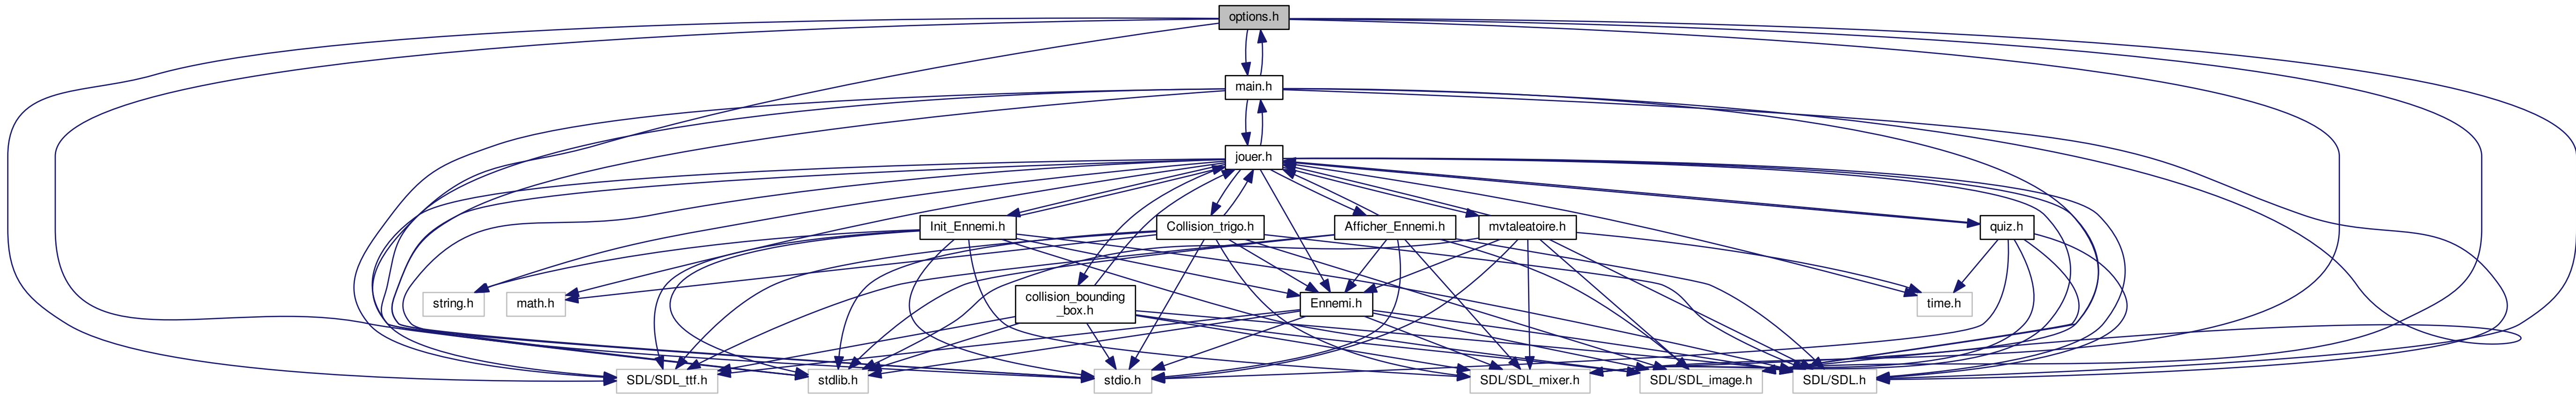 options.h
main.h
jouer.h
Init_Ennemi.h
Collision_trigo.h
Afficher_Ennemi.h
mvtaleatoire.h
quiz.h
string.h
math.h
collision_bounding
_box.h
Ennemi.h
time.h
SDL/SDL_ttf.h
stdlib.h
stdio.h
SDL/SDL_mixer.h
SDL/SDL_image.h
SDL/SDL.h